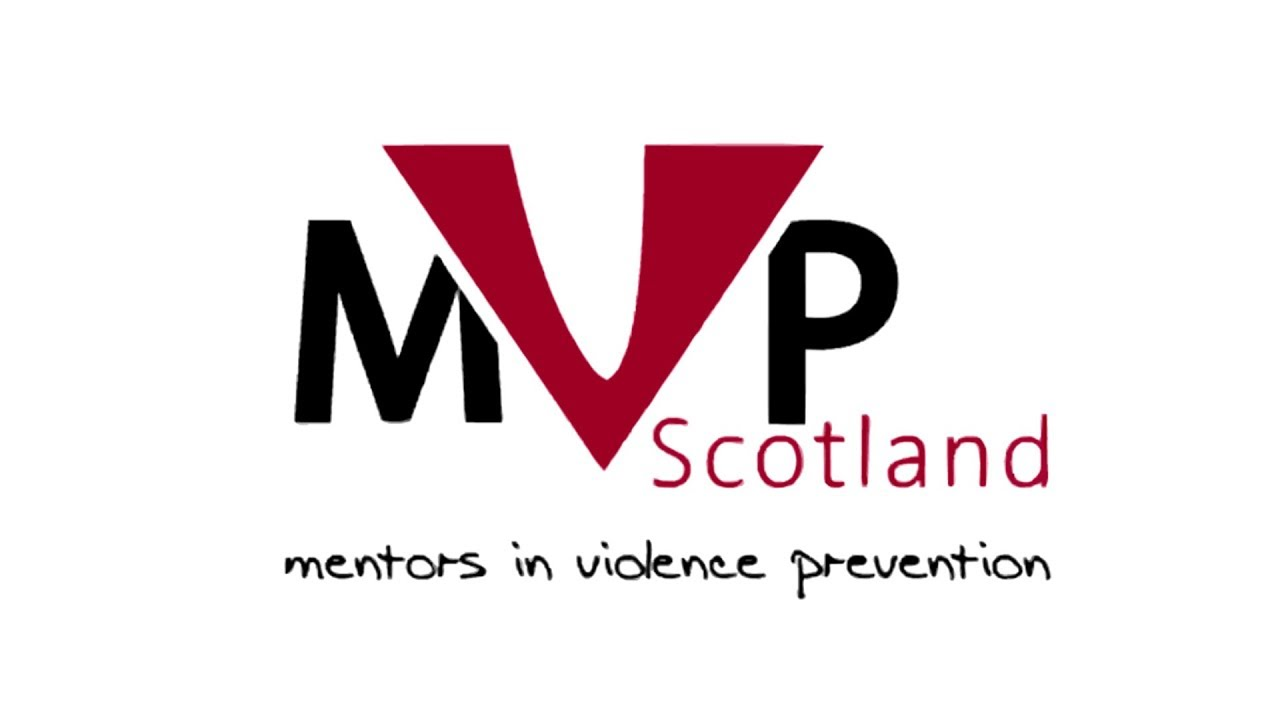 MVP
Scotland
mentors in violence prevention